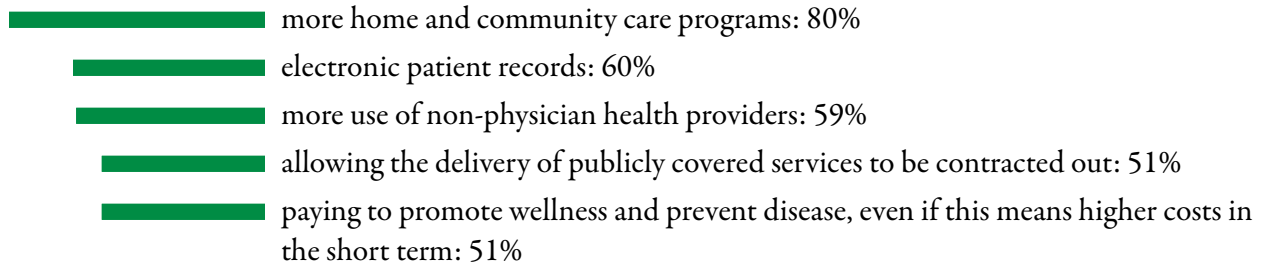 more home and community care programs: 80%
electronic patient records: 60%
more use of non-physician health providers: 59%
allowing the delivery of publicly covered services to be contracted out: 51%
paying to promote wellness and prevent disease, even if this means higher costs in
the short term: 51%